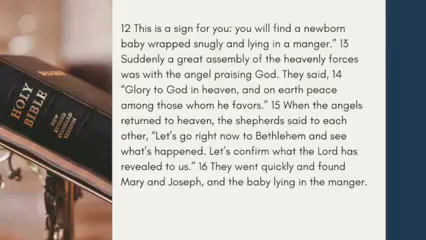 12 This is a sign for you: you will find a newborn
baby wrapped snugly and lying in a manger.” 13
Suddenly a great assembly of the heavenly forces
was with the angel praising God. They said, 14
“Glory to God in heaven, and on earth peace
among those whom he favors.” 15 When the angels
returned to heaven, the shepherds said to each
other, “Let’s go right now to Bethlehem and see
what’s happened. Let’s confirm what the Lord has
revealed to us.” 16 They went quickly and found
Mary and Joseph, and the baby lying in the manger.
HOLY
BIBLE
NEW
REVISED
STANDARD
VERSION